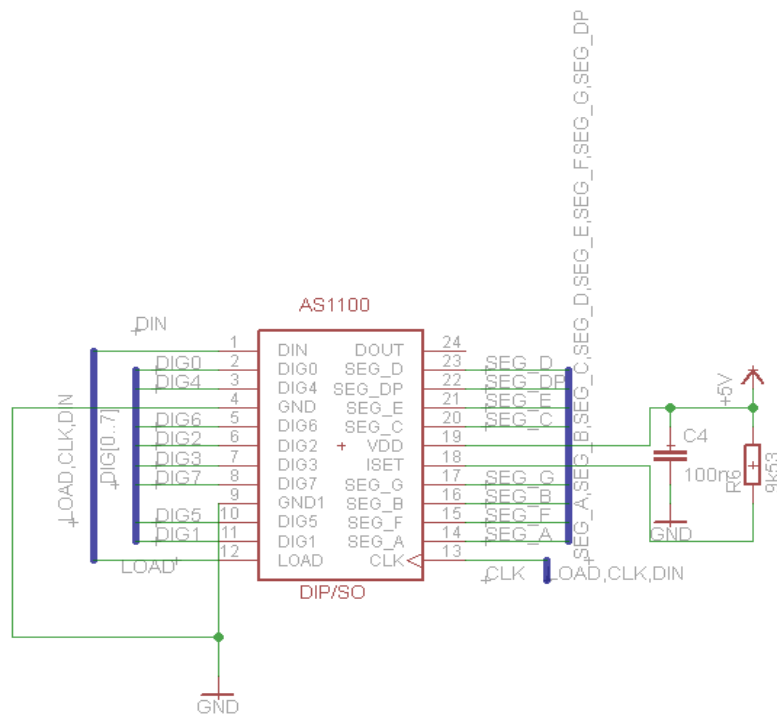 SEG_A,SEG_B,SEG_C,SEG_D,SEG_E,SEG_F,SEG_G,SEG_DP
AS1100
DIN
1 DIN DOUT 24
DIG0 2 DIG0 SEG_D 23 SEG_D
DIG4 3 DIG4 SEG_DP 22 SEG_DP
4 GND SEG_E 21 SEG_E
DIG6 5 DIG6 SEG_C 20 SEG_C
DIG2 6 DIG2 VDD 19
DIG3 7 DIG3 ISET 18
DIG7 8 DIG7 SEG_G 17 SEG_G
9 GND1 SEG_B 16 SEG_B
DIG5 10 DIG5 SEG_F 15 SEG_F
DIG1 11 DIG1 SEG_A 14 SEG_A
LOAD 12 LOAD CLK 13
CLK
LOAD,CLK,DIN
LOAD,CLK,DIN
DIG[0..7]
DIP/SO
GND
+5V
C4
100n
R6
9k53
GND